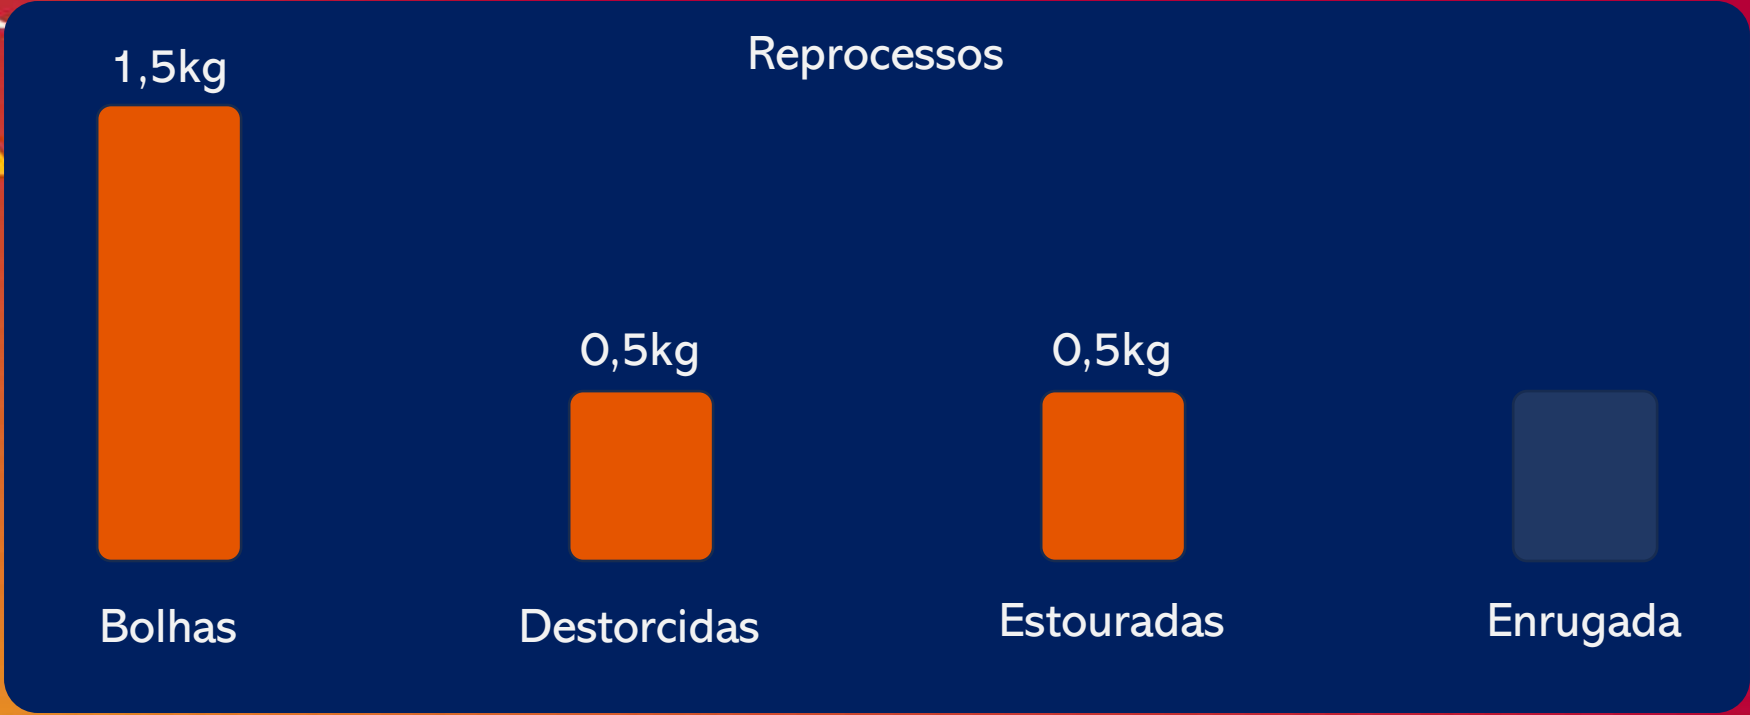 Reprocessos
1,5kg
0,5kg
0,5kg
Bolhas
Destorcidas
Estouradas
Enrugada